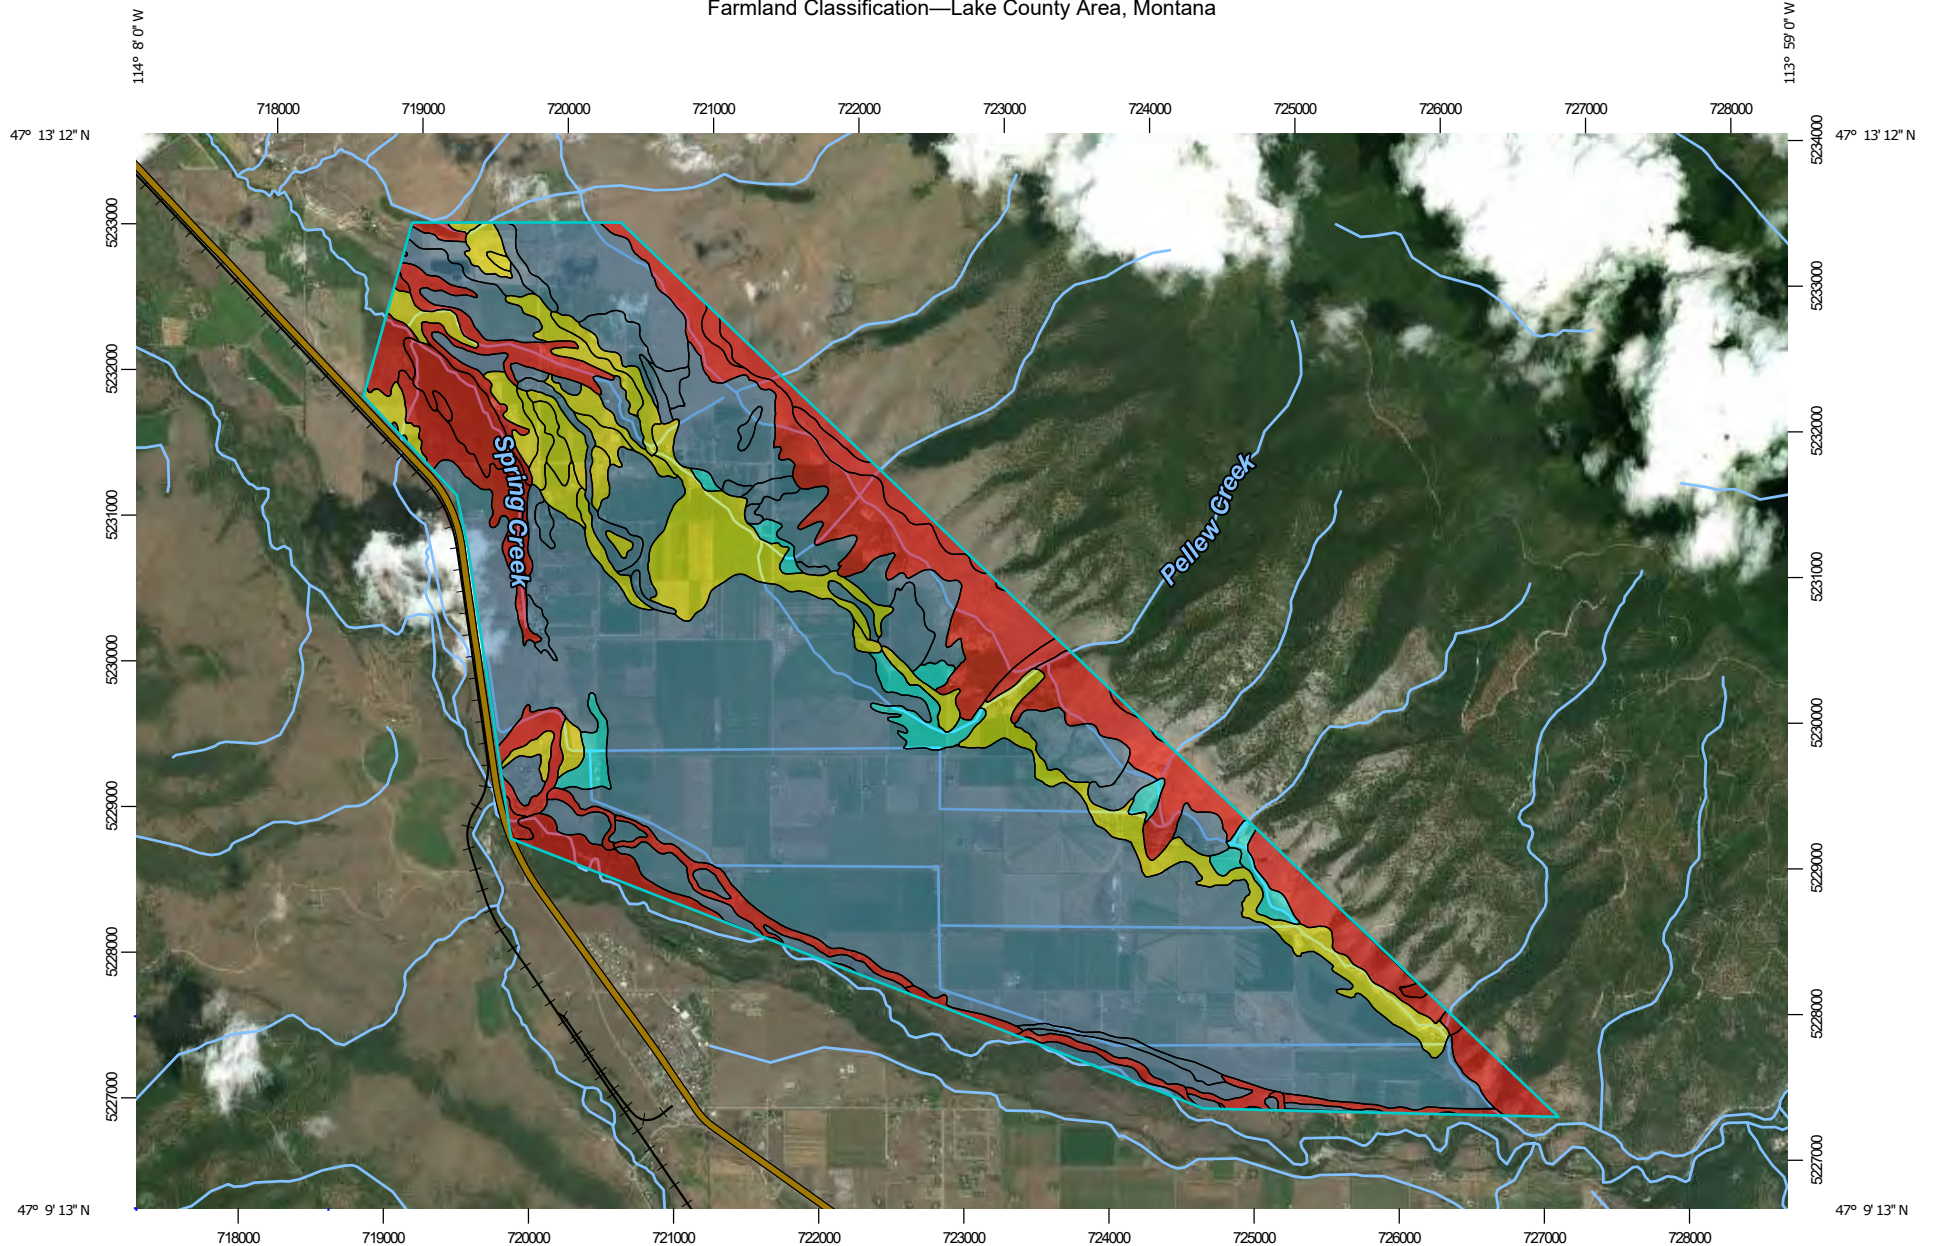 Farmland Classification—Lake County Area, Montana
114° 8' 0" W
113° 59' 0" W
718000 719000 720000 721000 722000 723000 724000 725000 726000 727000 728000
47° 13' 12" N
47° 13' 12" N
5234000
5233000
5233000
5232000
5232000
5231000
5231000
5230000
5230000
5229000
5229000
5228000
5228000
5227000
5227000
Spring Creek
Pellew Creek
47° 9' 13" N
47° 9' 13" N
718000 719000 720000 721000 722000 723000 724000 725000 726000 727000 728000